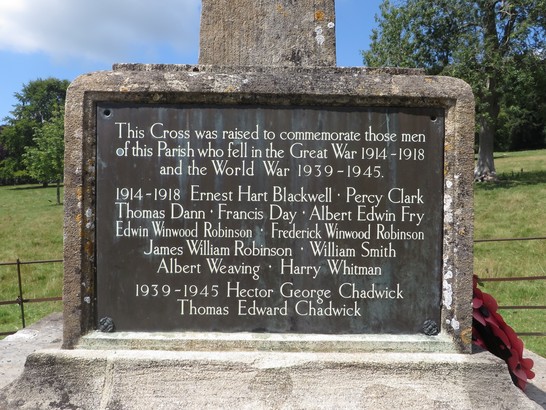 This Cross was raised to commemorate those men
of this Parish who fell in the Great War 1914-1918
and the World War 1939-1945.
1914-1918 Ernest Hart Blackwell · Percy Clark
Thomas Dann · Francis Day · Albert Edwin Fry
Edwin Winwood Robinson · Frederick Winwood Robinson
James William Robinson · William Smith
Albert Weaving · Harry Whitman
1939-1945 Hector George Chadwick
Thomas Edward Chadwick